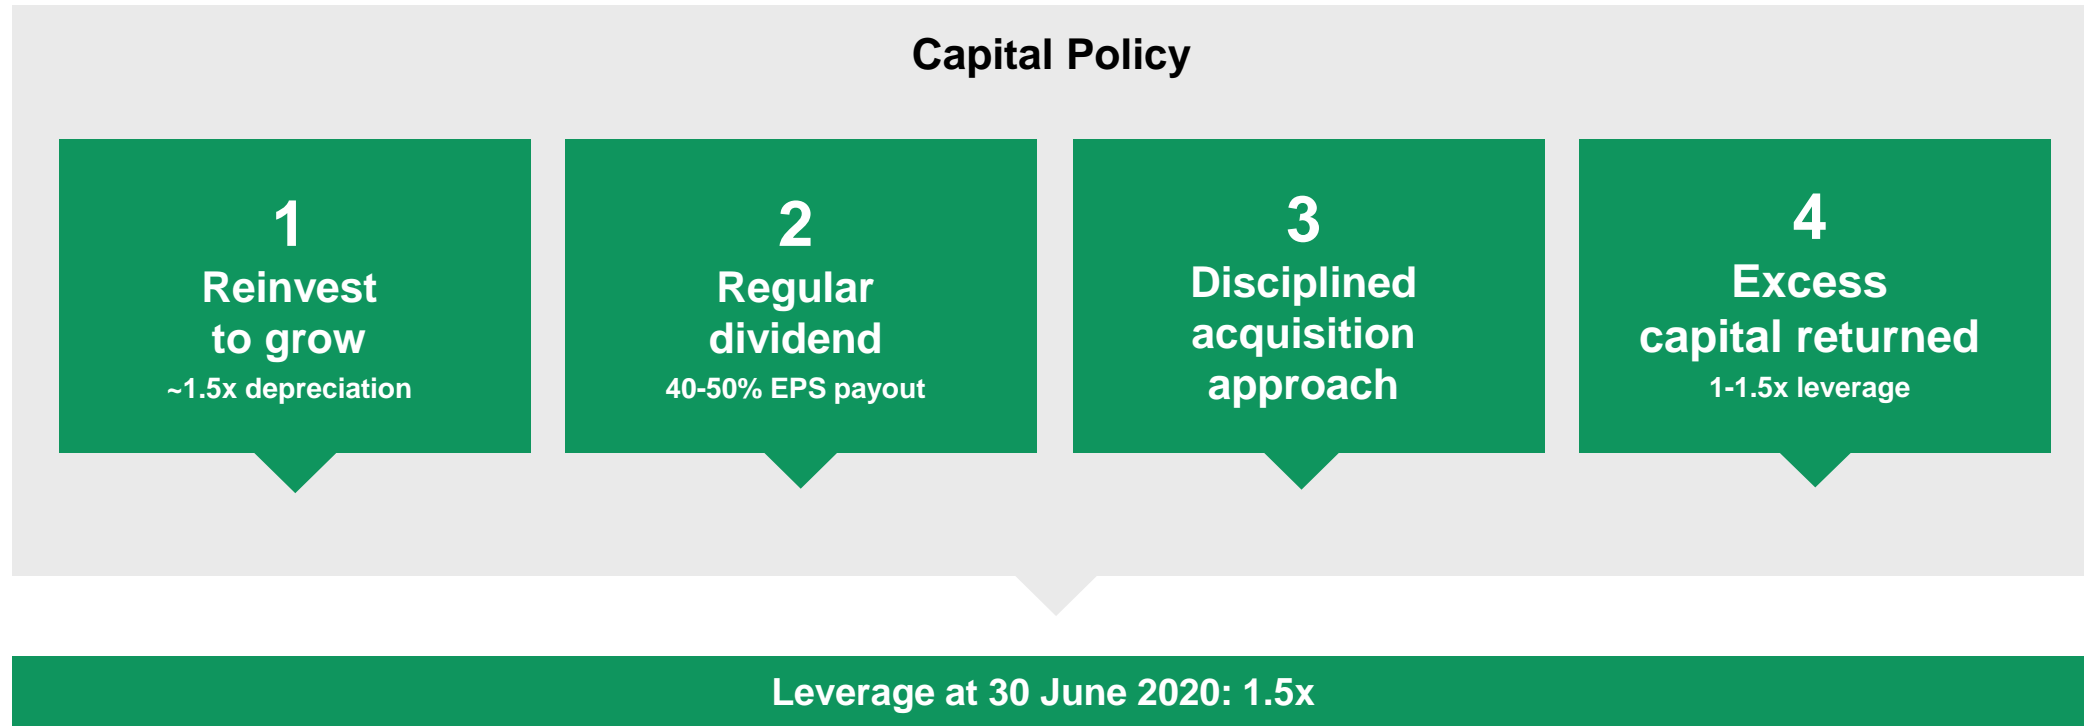 Capital Policy
1
Reinvest
to grow
~1.5x depreciation
2
Regular
dividend
40-50% EPS payout
3
Disciplined
acquisition
approach
4
Excess
capital returned
1-1.5x leverage
Leverage at 30 June 2020: 1.5x